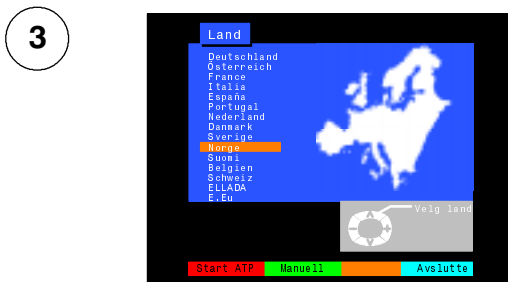 3
Land
Deutschland
Österreich
France
Italia
España
Portugal
Nederland
Danmark
Sverige
Norge
Suomi
Belgien
Schweiz
ELLADA
E.Eu
Velg land
Start ATP Manuell Avslutte